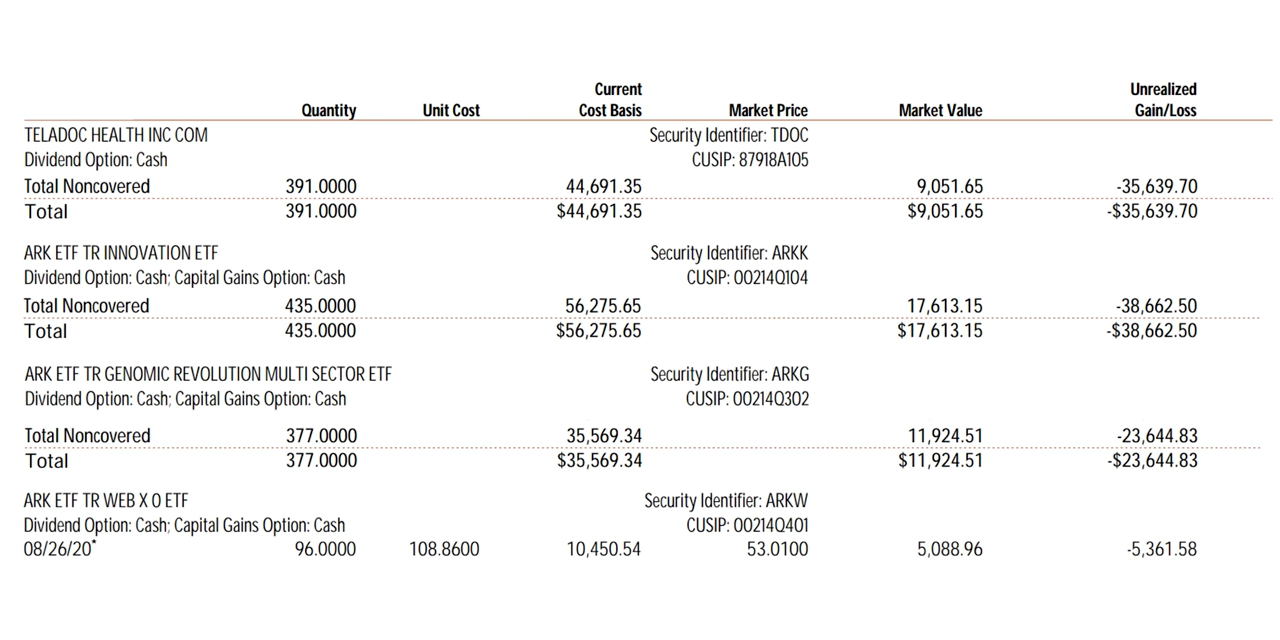 Current Unrealized
Quantity Unit Cost Cost Basis Market Price Market Value Gain/Loss
TELADOC HEALTH INC COM Security Identifier: TDOC
Dividend Option: Cash CUSIP: 87918A105
Total Noncovered 391.0000 44,691.35 9,051.65 -35,639.70
Total 391.0000 $44,691.35 $9,051.65 -$35,639.70
ARK ETF TR INNOVATION ETF Security Identifier: ARKK
Dividend Option: Cash; Capital Gains Option: Cash CUSIP: 00214Q104
Total Noncovered 435.0000 56,275.65 17,613.15 -38,662.50
Total 435.0000 $56,275.65 $17,613.15 -$38,662.50
ARK ETF TR GENOMIC REVOLUTION MULTI SECTOR ETF Security Identifier: ARKG
Dividend Option: Cash; Capital Gains Option: Cash CUSIP: 00214Q302
Total Noncovered 377.0000 35,569.34 11,924.51 -23,644.83
Total 377.0000 $35,569.34 $11,924.51 -$23,644.83
ARK ETF TR WEB X 0 ETF Security Identifier: ARKW
Dividend Option: Cash; Capital Gains Option: Cash CUSIP: 00214Q401
08/26/20* 96.0000 108.8600 10,450.54 53.0100 5,088.96 -5,361.58